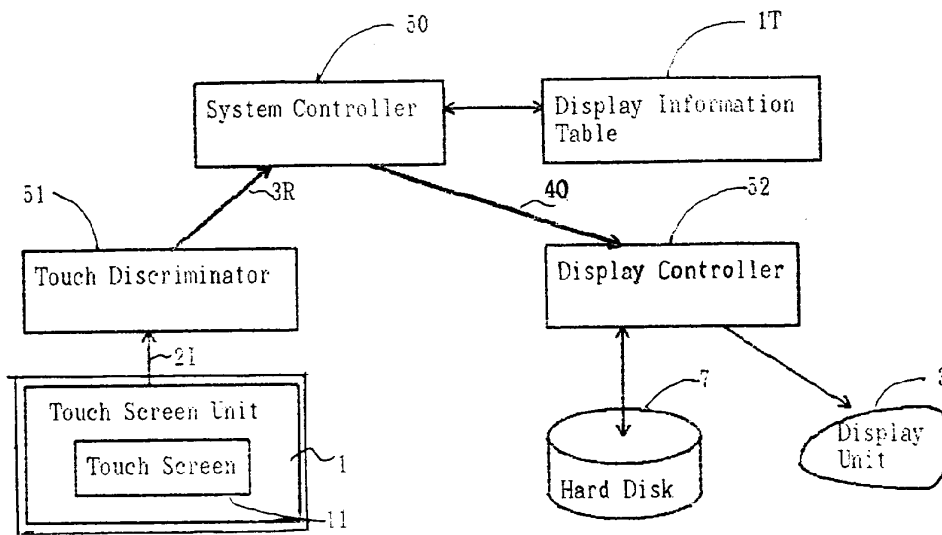 50
1T
System Controller
Display Information
Table
51
3R
40
52
Touch Discriminator
Display Controller
2I
7
3
Touch Screen Unit
Touch Screen
1
11
Hard Disk
Display
Unit